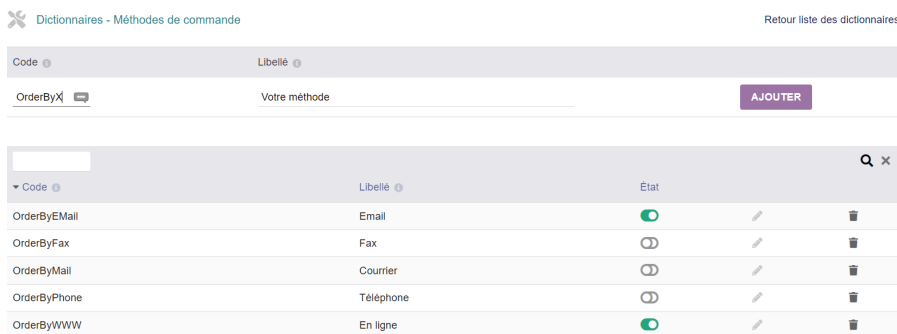 Dictionnaires - Méthodes de commande
Retour liste des dictionnaires
Code Libellé
OrderByX Votre méthode AJOUTER
Code Libellé État
OrderByEMail Email
OrderByFax Fax
OrderByMail Courrier
OrderByPhone Téléphone
OrderByWWW En ligne